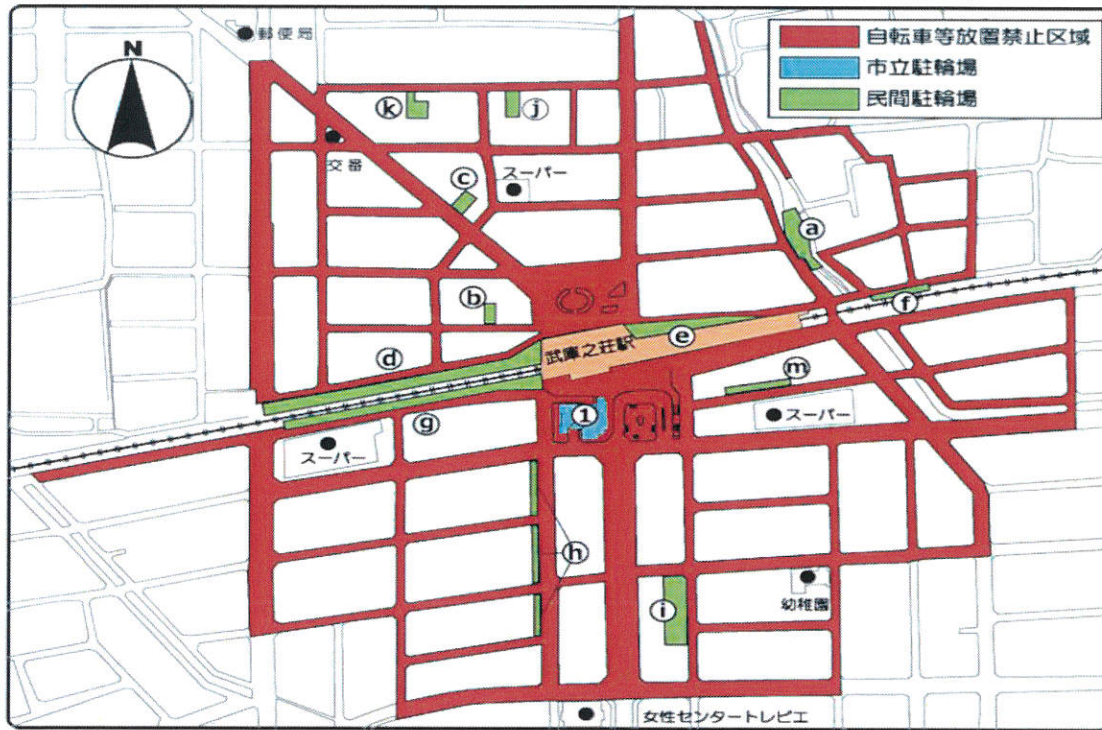 郵便局
N
自転車等放置禁止区域
市立駐輪場
民間駐輪場
ⓚ
ⓙ
交番
ⓒ
スーパー
ⓐ
ⓑ
ⓕ
ⓔ
武庫之荘駅
ⓓ
ⓜ
①
スーパー
ⓖ
スーパー
ⓗ
ⓘ
幼稚園
女性センタートレピエ